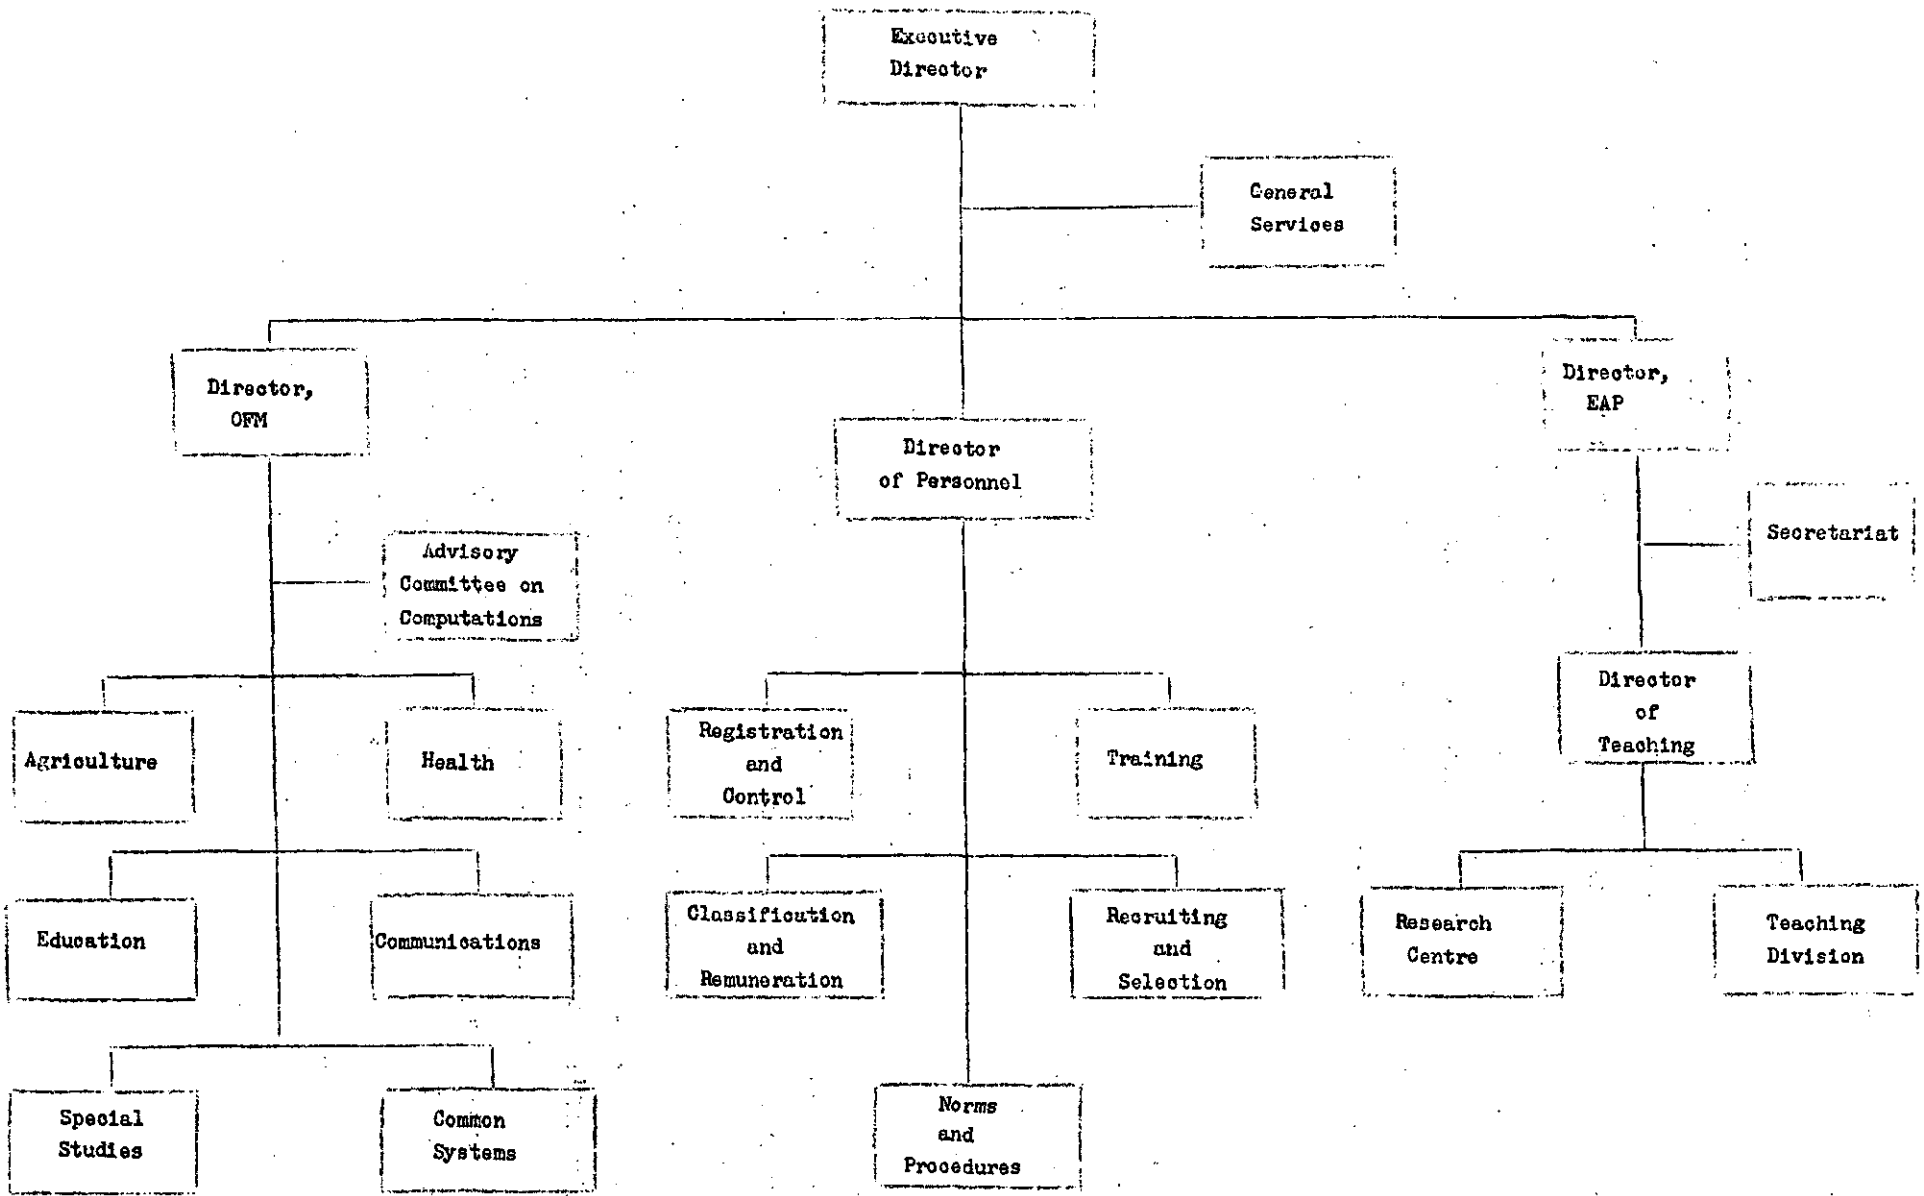 Executive
Director
General
Services
Director,
OFM
Director
of Personnel
Director,
EAP
Advisory
Committee on
Computations
Secretariat
Agriculture
Health
Registration
and
Control
Training
Director
of
Teaching
Education
Communications
Classification
and
Remuneration
Recruiting
and
Selection
Research
Centre
Teaching
Division
Special
Studies
Common
Systems
Norms
and
Procedures